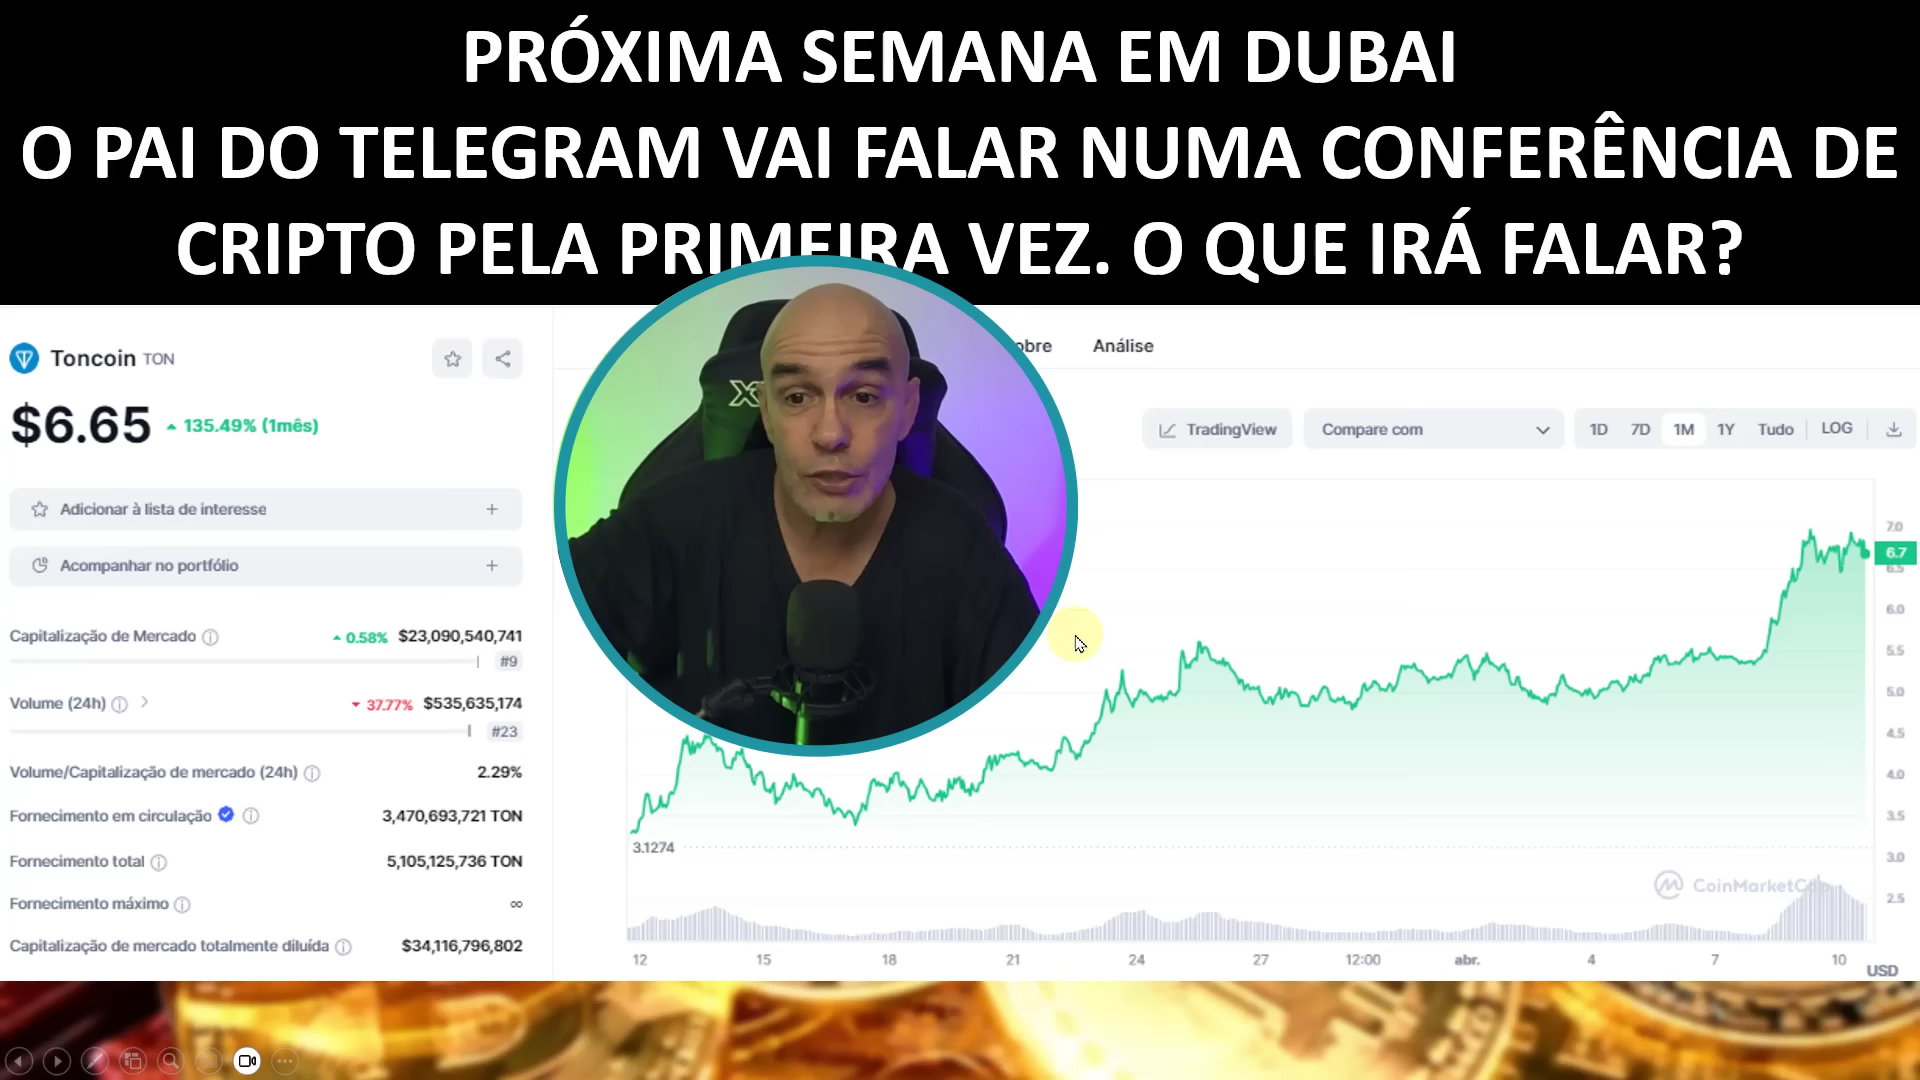 PRÓXIMA SEMANA EM DUBAI
O PAI DO TELEGRAM VAI FALAR NUMA CONFERÊNCIA DE
CRIPTO PELA PRIMEIRA VEZ. O QUE IRÁ FALAR?
Toncoin TON
$6.65 135.49% (1mês)
Adicionar à lista de interesse +
Acompanhar no portfólio +
Capitalização de Mercado 0.58% $23,090,540,741
#9
Volume (24h) 37.77% $535,635,174
#23
Volume/Capitalização de mercado (24h) 2.29%
Fornecimento em circulação 3,470,693,721 TON
Fornecimento total 5,105,125,736 TON
Fornecimento máximo ∞
Capitalização de mercado totalmente diluída $34,116,796,802
obre Análise
TradingView Compare com 1D 7D 1M 1Y Tudo LOG
7.0
6.7
6.5
6.0
5.5
5.0
4.5
4.0
3.5
3.0
2.5
3.1274
CoinMarketCap
12 15 18 21 24 27 12:00 abr. 4 7 10
USD